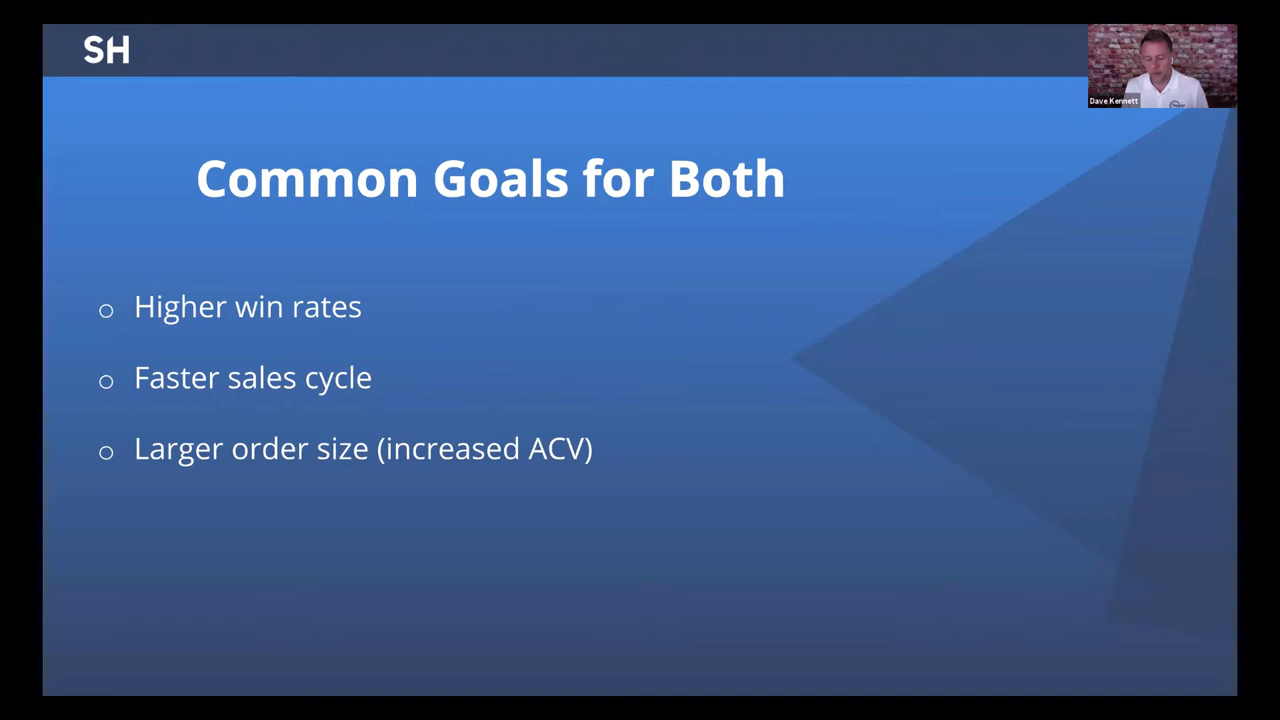 SH
Dave Kennett
Common Goals for Both
o Higher win rates
o Faster sales cycle
o Larger order size (increased ACV)